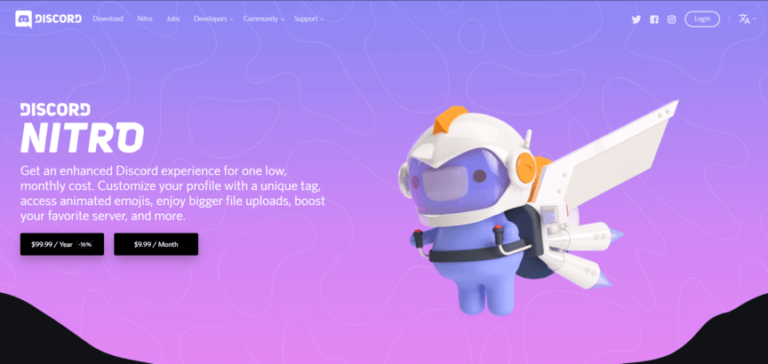 DISCORD Download Nitro Jobs Developers Community Support Login
DISCORD
NITRO
Get an enhanced Discord experience for one low,
monthly cost. Customize your profile with a unique tag,
access animated emojis, enjoy bigger file uploads, boost
your favorite server, and more.
$99.99 / Year -16% $9.99 / Month